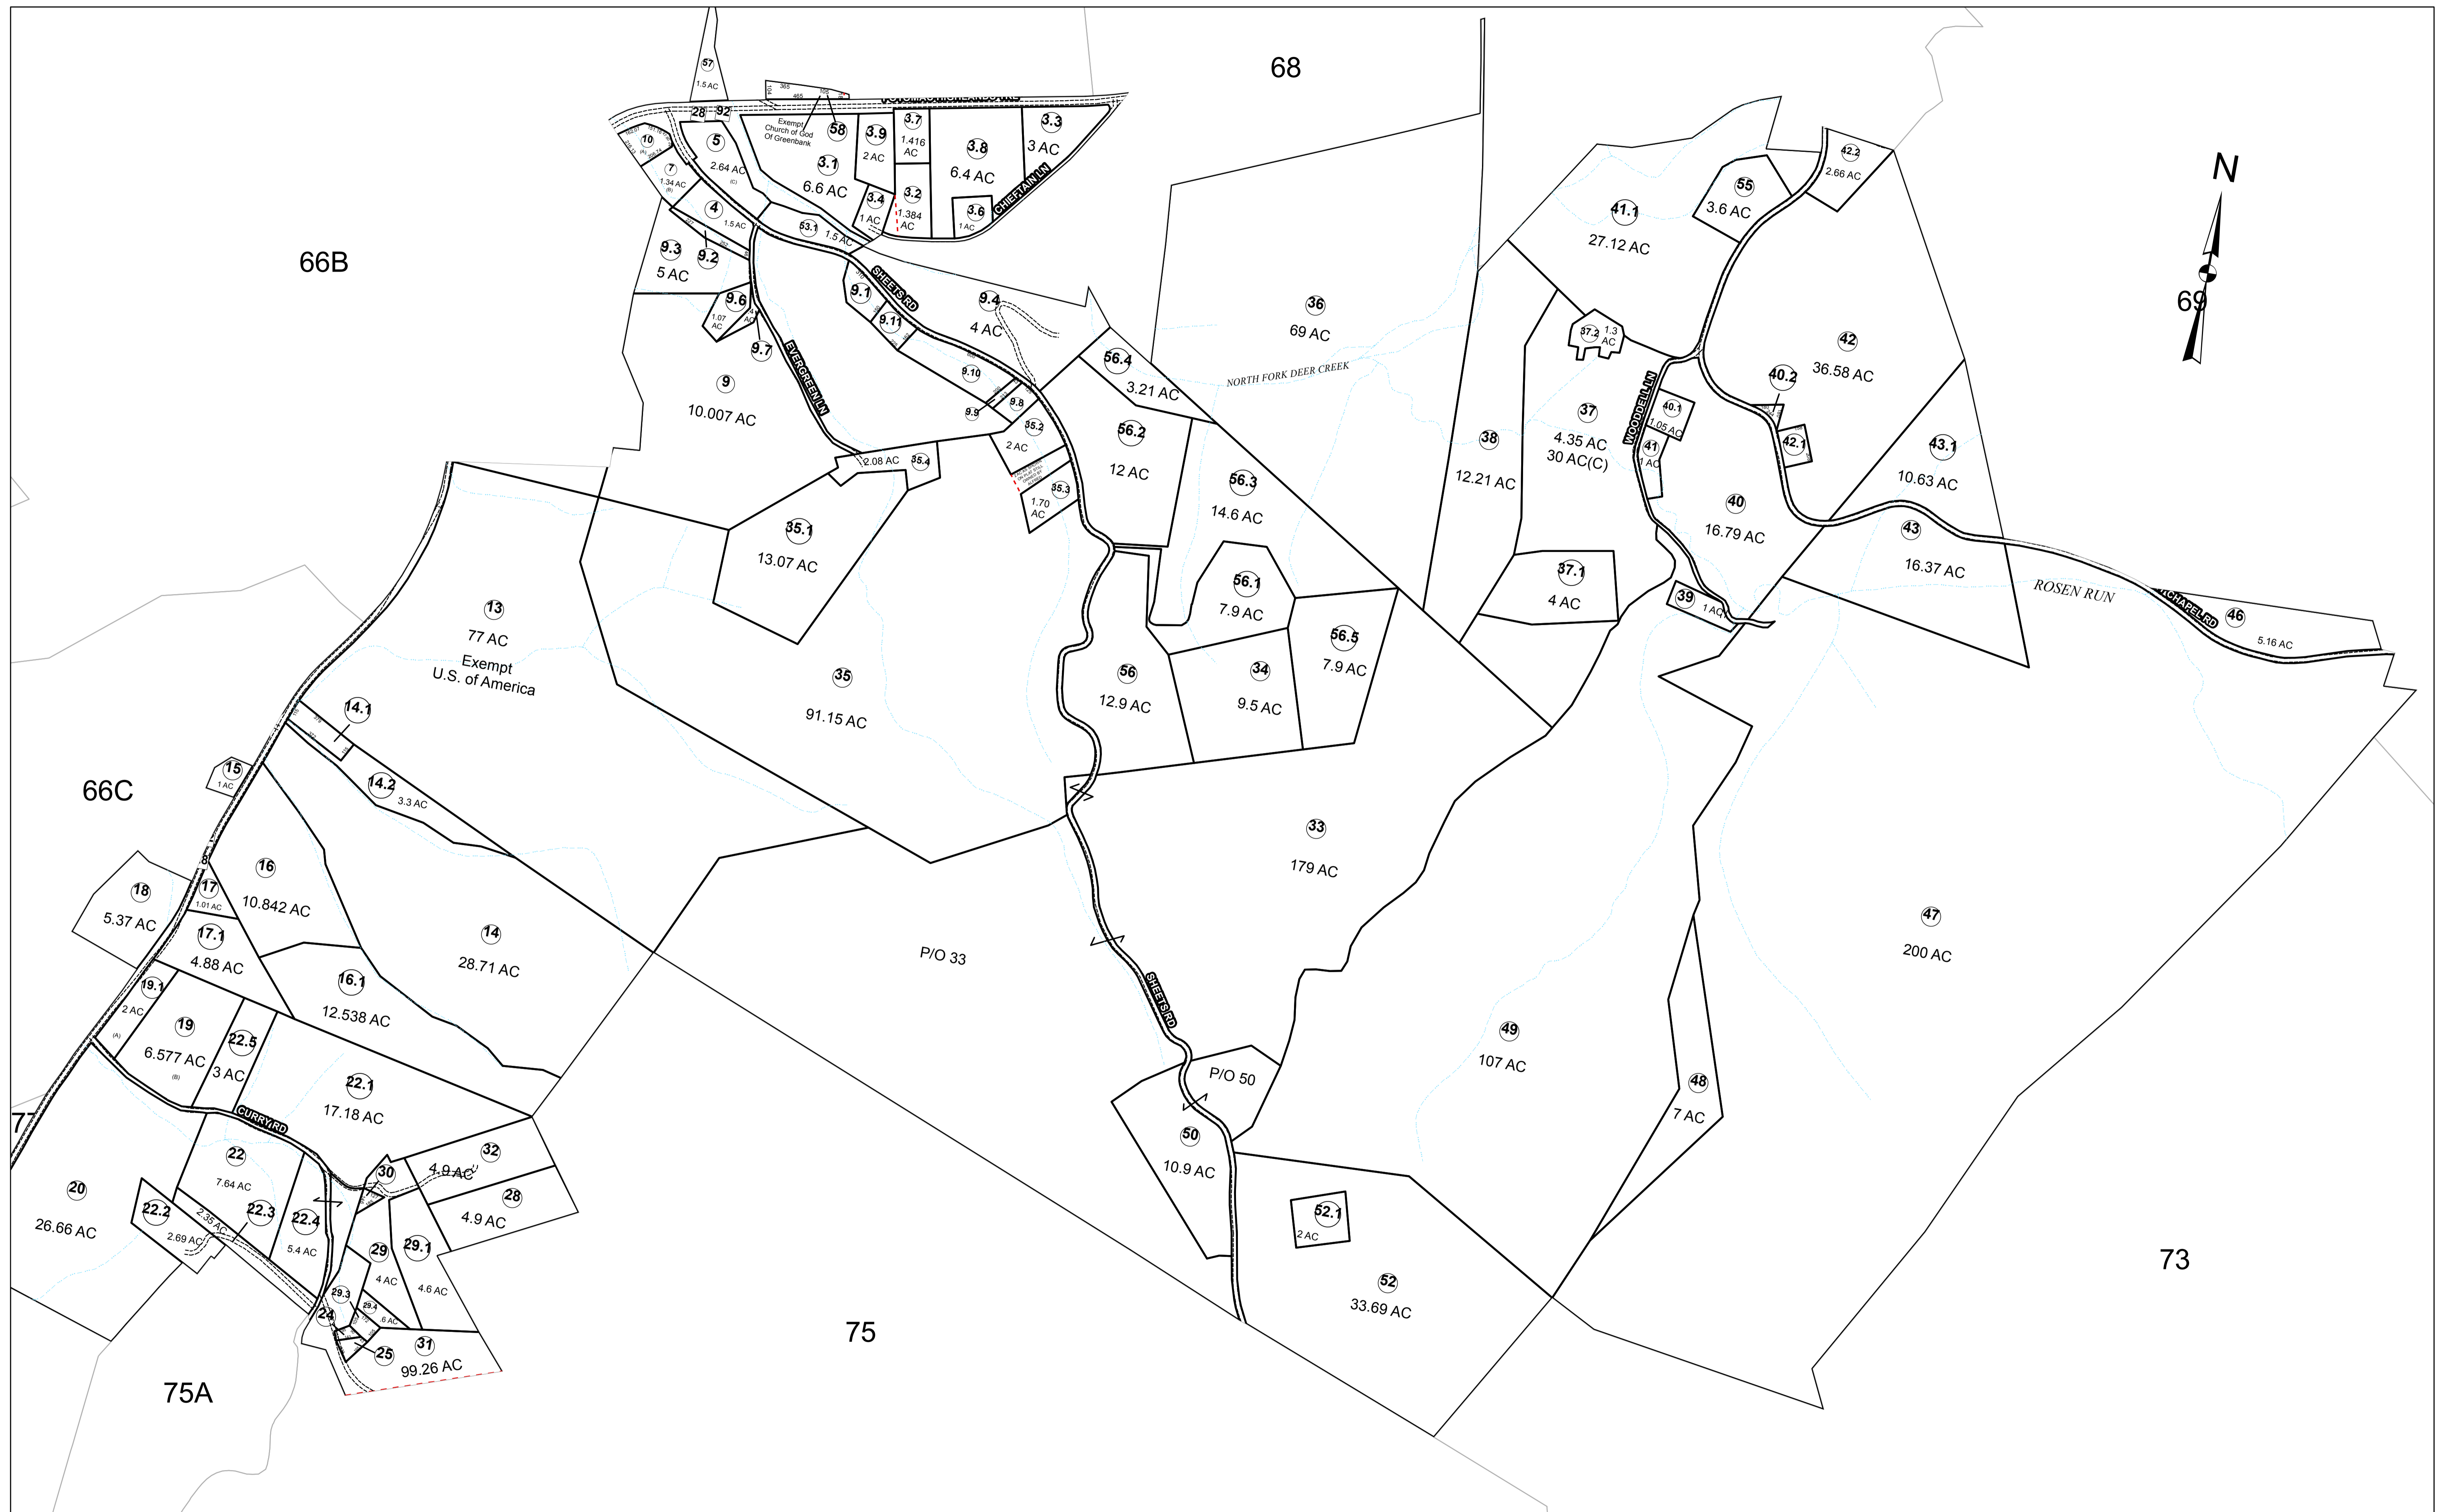 68
57
1.5 AC
104
365
465
28
92
Exempt
Church of God
Of Greenbank
58
3.9
2 AC
3.7
1.416
AC
3.8
6.4 AC
3.3
3 AC
10
(A)
5
2.64 AC
(C)
7
1.34 AC
(B)
3.1
6.6 AC
3.4
1 AC
3.2
1.384
AC
3.6
1 AC
CHIEFTAIN LN
4
1.5 AC
53.1
1.5 AC
42.2
2.66 AC
55
3.6 AC
41.1
27.12 AC
N
69
66B
9.3
5 AC
9.2
9.6
1.07
AC
9.7
9.1
SHEETS RD
9.11
9.4
4 AC
36
69 AC
NORTH FORK DEER CREEK
37.2
1.3
AC
42
36.58 AC
40.2
9
10.007 AC
EVERGREEN LN
9.10
9.9
9.8
56.4
3.21 AC
56.2
12 AC
35.2
2 AC
35.3
1.70
AC
35.4
2.08 AC
38
12.21 AC
37
4.35 AC
30 AC(C)
WOODDELL LN
40.1
1.05 AC
41
1 AC
42.1
43.1
10.63 AC
56.3
14.6 AC
40
16.79 AC
43
16.37 AC
35.1
13.07 AC
56.1
7.9 AC
37.1
4 AC
39
1 AC
ROSEN RUN
CHAPEL RD
46
5.16 AC
13
77 AC
Exempt
U.S. of America
35
91.15 AC
56
12.9 AC
34
9.5 AC
56.5
7.9 AC
14.1
14.2
3.3 AC
66C
15
1 AC
33
179 AC
8
16
10.842 AC
17
1.01 AC
18
5.37 AC
17.1
4.88 AC
14
28.71 AC
P/O 33
47
200 AC
16.1
12.538 AC
19.1
2 AC
(A)
19
6.577 AC
(B)
22.5
3 AC
SHEETS RD
49
107 AC
48
7 AC
P/O 50
77
22.1
17.18 AC
CURRY RD
50
10.9 AC
32
4.9 AC
30
22
7.64 AC
20
26.66 AC
22.2
2.69 AC
2.35 AC
22.3
22.4
5.4 AC
28
4.9 AC
29
4 AC
29.1
4.6 AC
52.1
2 AC
52
33.69 AC
73
29.3
29.4
.6 AC
24
25
31
99.26 AC
75
75A